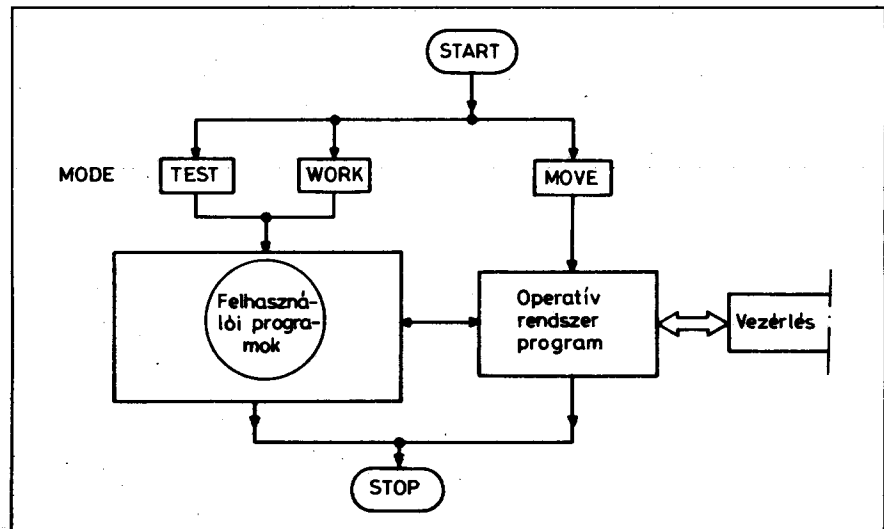 START
MODE
TEST
WORK
MOVE
Felhaszná-
lói progra-
mok
Operatív
rendszer
program
Vezérlés
STOP